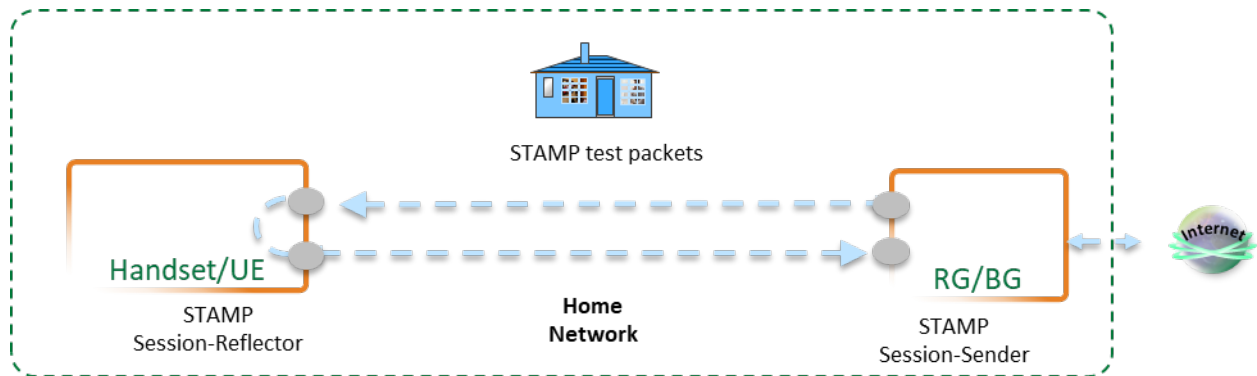 STAMP test packets
Handset/UE
RG/BG
Internet
STAMP
Session-Reflector
Home
Network
STAMP
Session-Sender